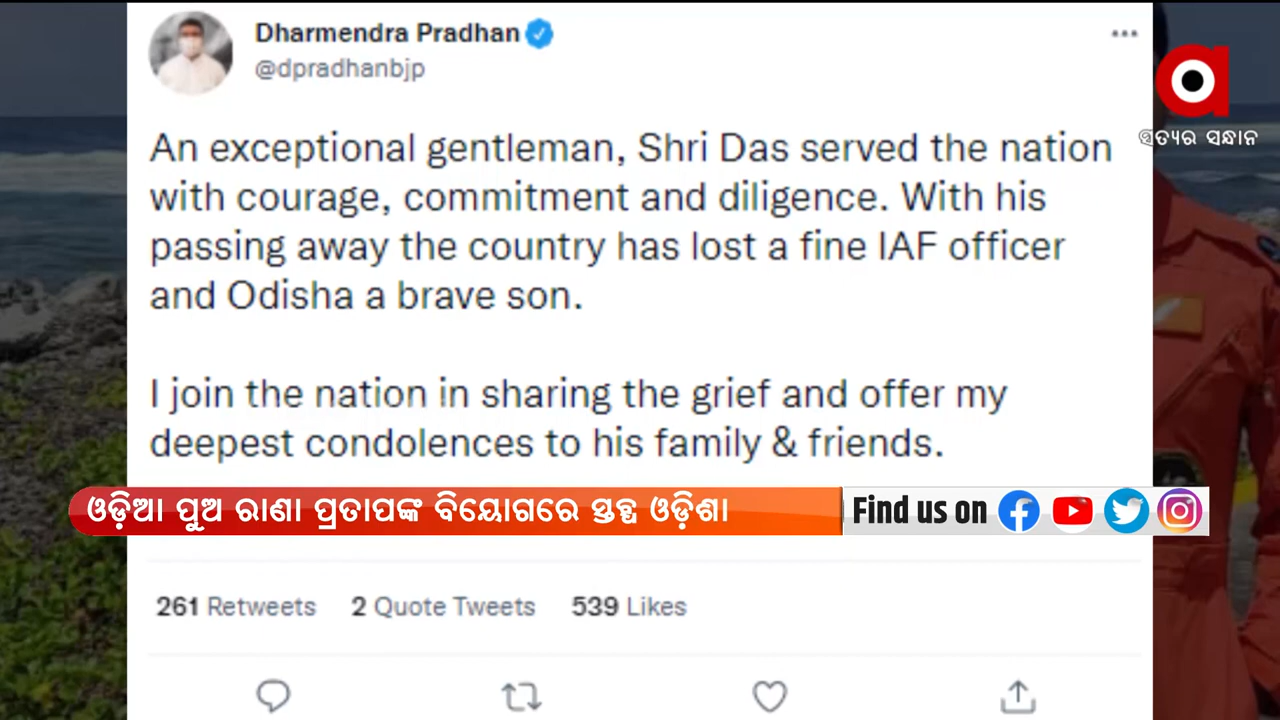 Dharmendra Pradhan
@dpradhanbjp
ସତ୍ୟର ସନ୍ଧାନ
An exceptional gentleman, Shri Das served the nation
with courage, commitment and diligence. With his
passing away the country has lost a fine IAF officer
and Odisha a brave son.
I join the nation in sharing the grief and offer my
deepest condolences to his family & friends.
ଓଡ଼ିଆ ପୁଅ ରାଣା ପ୍ରତାପଙ୍କ ବିୟୋଗରେ ସ୍ତବ୍ଧ ଓଡ଼ିଶା
Find us on
261 Retweets 2 Quote Tweets 539 Likes